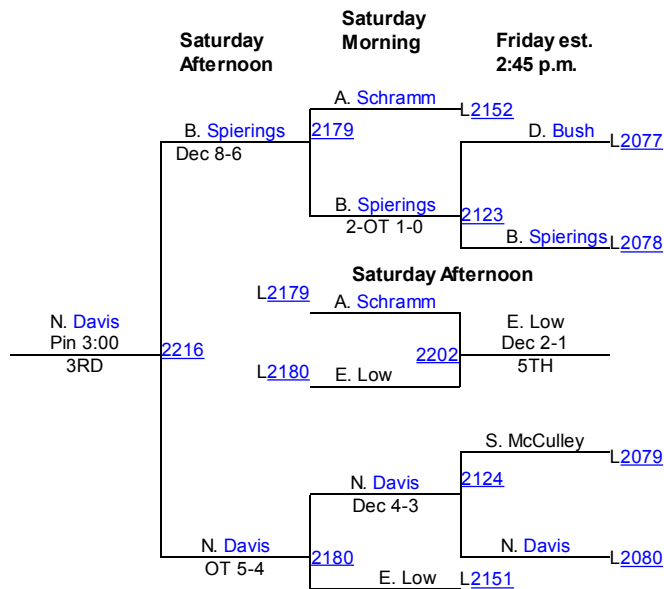 Saturday
Morning
Saturday
Afternoon
Friday est.
2:45 p.m.
A. Schramm
L2152
B. Spierings
2179
D. Bush
L2077
Dec 8-6
B. Spierings
2123
2-OT 1-0
B. Spierings
L2078
Saturday Afternoon
L2179
A. Schramm
N. Davis
E. Low
Pin 3:00
Dec 2-1
2216
2202
3RD
5TH
L2180
E. Low
S. McCulley
L2079
N. Davis
2124
Dec 4-3
N. Davis
2180
N. Davis
L2080
OT 5-4
E. Low
L2151